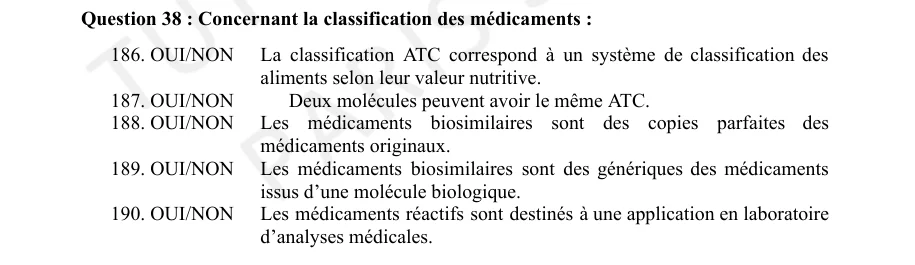 Question 38 : Concernant la classification des médicaments :
186. OUI/NON La classification ATC correspond à un système de classification des
aliments selon leur valeur nutritive.
187. OUI/NON Deux molécules peuvent avoir le même ATC.
188. OUI/NON Les médicaments biosimilaires sont des copies parfaites des
médicaments originaux.
189. OUI/NON Les médicaments biosimilaires sont des génériques des médicaments
issus d’une molécule biologique.
190. OUI/NON Les médicaments réactifs sont destinés à une application en laboratoire
d’analyses médicales.